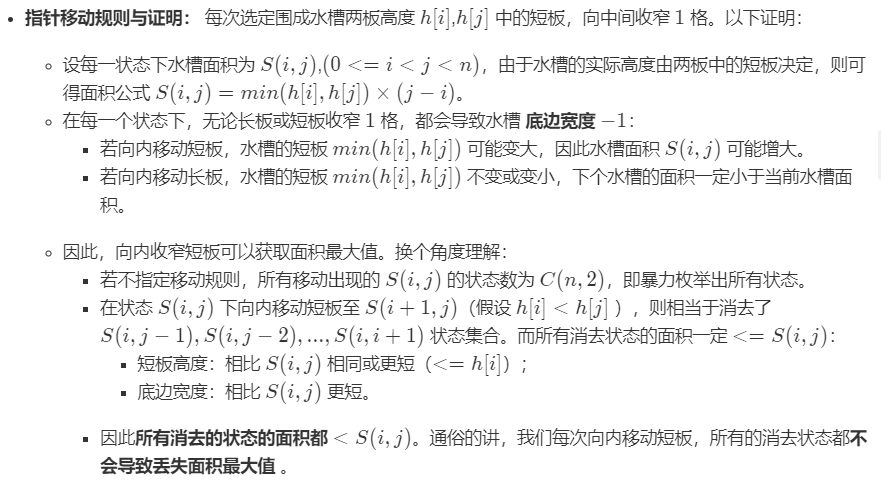 指针移动规则与证明： 每次选定围成水槽两板高度 h[i],h[j] 中的短板，向中间收窄 1 格。以下证明：
设每一状态下水槽面积为 S(i, j),(0 <= i < j < n)，由于水槽的实际高度由两板中的短板决定，则可
得面积公式 S(i, j) = min(h[i], h[j]) × (j − i)。
在每一个状态下，无论长板或短板收窄 1 格，都会导致水槽 底边宽度 −1：
若向内移动短板，水槽的短板 min(h[i], h[j]) 可能变大，因此水槽面积 S(i, j) 可能增大。
若向内移动长板，水槽的短板 min(h[i], h[j]) 不变或变小，下个水槽的面积一定小于当前水槽面
积。
因此，向内收窄短板可以获取面积最大值。换个角度理解：
若不指定移动规则，所有移动出现的 S(i, j) 的状态数为 C(n, 2)，即暴力枚举出所有状态。
在状态 S(i, j) 下向内移动短板至 S(i + 1, j)（假设 h[i] < h[j] ），则相当于消去了
S(i, j − 1), S(i, j − 2), ..., S(i, i + 1) 状态集合。而所有消去状态的面积一定 <= S(i, j)：
短板高度：相比 S(i, j) 相同或更短（<= h[i]）；
底边宽度：相比 S(i, j) 更短。
因此所有消去的状态的面积都 < S(i, j)。通俗的讲，我们每次向内移动短板，所有的消去状态都不
会导致丢失面积最大值 。